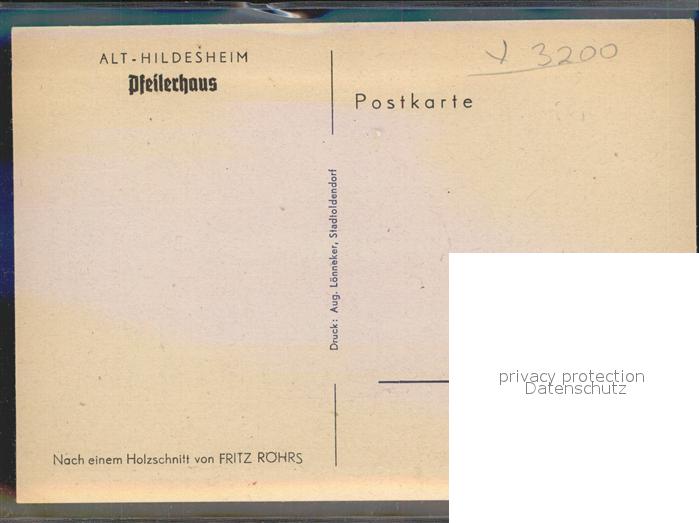 ALT-HILDESHEIM
Pfeilerhaus
3200
Postkarte
Druck: Aug. Lönneker, Stadtoldendorf
privacy protection
Datenschutz
Nach einem Holzschnitt von FRITZ RÖHRS